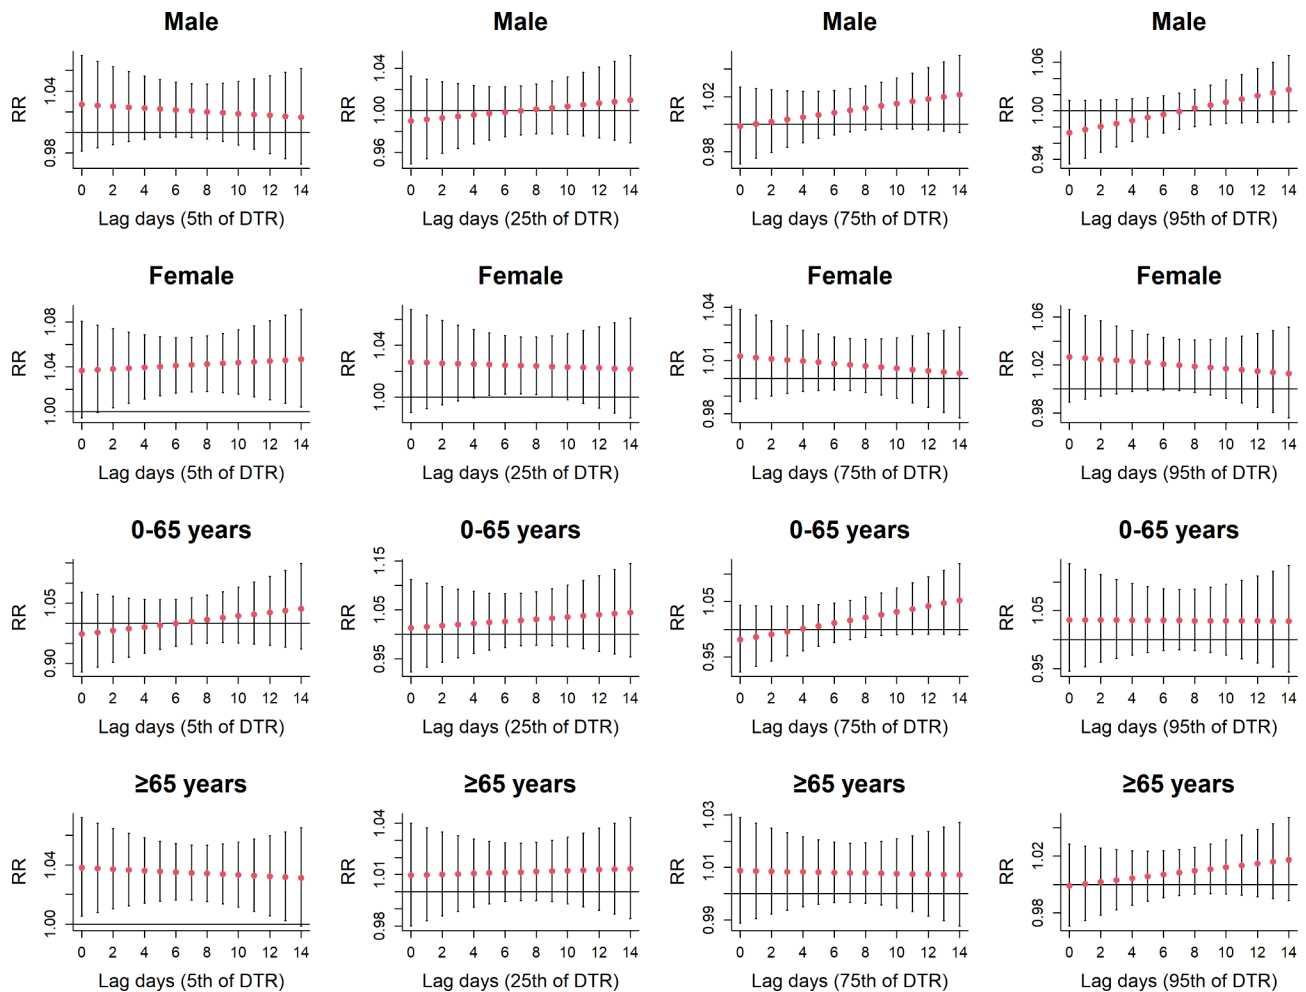 Male Male Male Male
RR 0.98 1.04 RR 0.96 1.00 1.04 RR 0.98 1.02 RR 0.94 1.00 1.06
0 2 4 6 8 10 12 14 0 2 4 6 8 10 12 14 0 2 4 6 8 10 12 14 0 2 4 6 8 10 12 14
Lag days (5th of DTR) Lag days (25th of DTR) Lag days (75th of DTR) Lag days (95th of DTR)
Female Female Female Female
RR 1.00 1.04 1.08 RR 1.00 1.04 RR 0.98 1.01 1.04 RR 0.98 1.02 1.06
0 2 4 6 8 10 12 14 0 2 4 6 8 10 12 14 0 2 4 6 8 10 12 14 0 2 4 6 8 10 12 14
Lag days (5th of DTR) Lag days (25th of DTR) Lag days (75th of DTR) Lag days (95th of DTR)
0-65 years 0-65 years 0-65 years 0-65 years
RR 0.90 1.05 RR 0.95 1.05 1.15 RR 0.95 1.05 RR 0.95 1.05
0 2 4 6 8 10 12 14 0 2 4 6 8 10 12 14 0 2 4 6 8 10 12 14 0 2 4 6 8 10 12 14
Lag days (5th of DTR) Lag days (25th of DTR) Lag days (75th of DTR) Lag days (95th of DTR)
≥65 years ≥65 years ≥65 years ≥65 years
RR 1.00 1.04 RR 0.98 1.01 1.04 RR 0.99 1.01 1.03 RR 0.98 1.02
0 2 4 6 8 10 12 14 0 2 4 6 8 10 12 14 0 2 4 6 8 10 12 14 0 2 4 6 8 10 12 14
Lag days (5th of DTR) Lag days (25th of DTR) Lag days (75th of DTR) Lag days (95th of DTR)